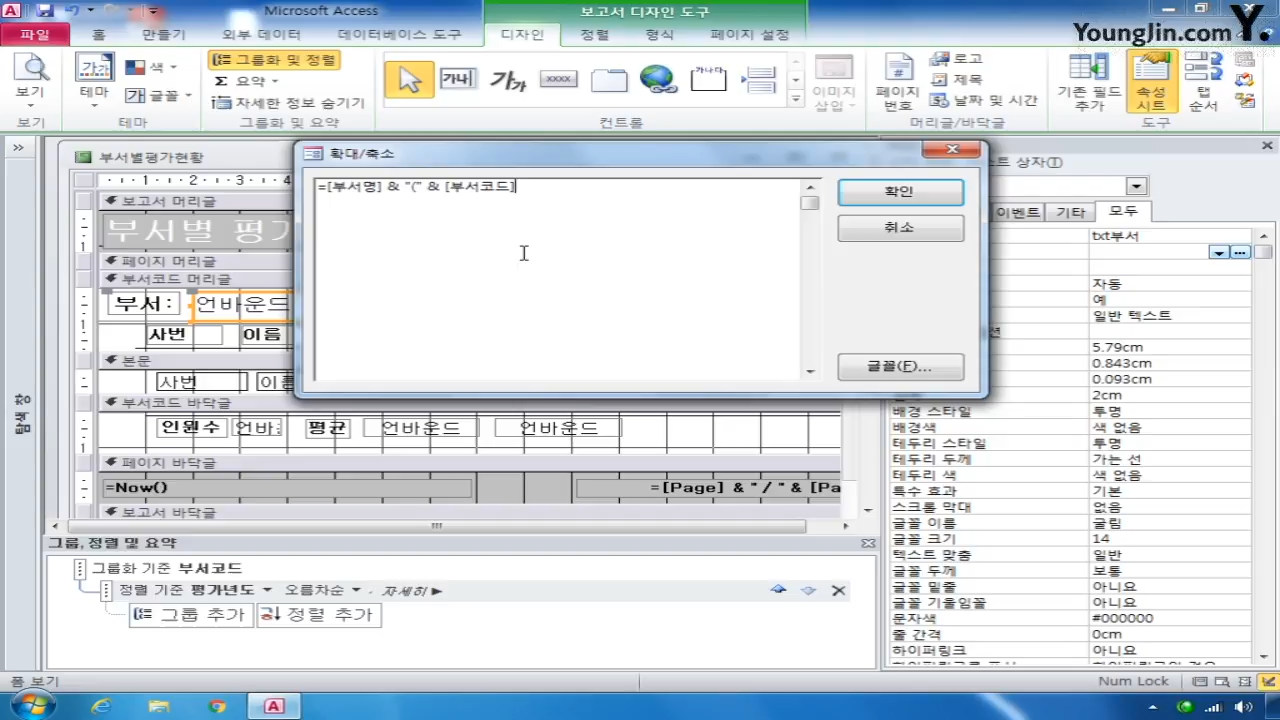 Microsoft Access
보고서 디자인 도구
YoungJin.com Y.
파일 홈 만들기 외부 데이터 데이터베이스 도구 디자인 정렬 형식 페이지 설정
보기
보기
테마
색
가 글꼴
테마
그룹화 및 정렬
Σ 요약
자세한 정보 숨기기
그룹화 및 요약
가나
가가
xxxx
가나다
이미지
삽입
컨트롤
페이지
번호
로고
제목
날짜 및 시간
머리글/바닥글
기존 필드
추가
속성
시트
탭
순서
도구
부서별평가현황
보고서 머리글
부서별 평가
페이지 머리글
부서코드 머리글
부서: 언바운드
사번 이름
본문
사번
부서코드 바닥글
인원수 평균 언바운드 언바운드
페이지 바닥글
=Now() =[Page] & "/" & [Pa
보고서 바닥글
확대/축소
=[부서명] & "(" & [부서코드]
확인
취소
글꼴(F)...
이벤트 기타 모두
txt부서
자동
예
일반 텍스트
5.79cm
0.843cm
0.093cm
2cm
배경 스타일 투명
배경색 색 없음
테두리 스타일 투명
테두리 두께 가는 선
테두리 색 색 없음
특수 효과 기본
스크롤 막대 없음
글꼴 이름 굴림
글꼴 크기 14
텍스트 맞춤 일반
글꼴 두께 보통
글꼴 밑줄 아니요
글꼴 기울임꼴 아니요
문자색 #000000
줄 간격 0cm
하이퍼링크 아니요
그룹, 정렬 및 요약
그룹화 기준 부서코드
정렬 기준 평가년도 오름차순 , 자세히
그룹 추가 정렬 추가
탐색 창
폼 보기
Num Lock